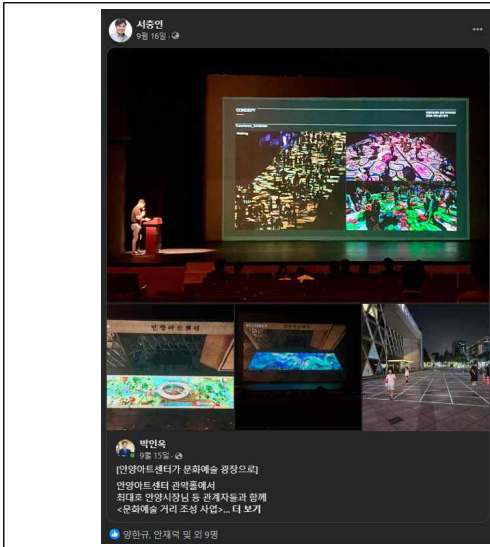 서충인
9월 16일 ·
CONCEPT
Walking
안양아트센터
박인옥
9월 15일 ·
[안양아트센터가 문화예술 광장으로]
안양아트센터 관악홀에서
최대호 안양시장님 등 관계자들과 함께
<문화예술 거리 조성 사업>... 더 보기
양한규, 안재덕 및 외 9명